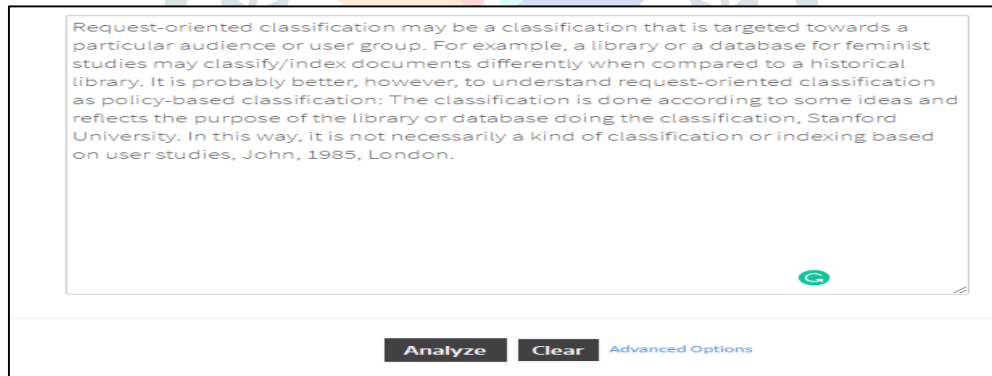 Request-oriented classification may be a classification that is targeted towards a
particular audience or user group. For example, a library or a database for feminist
studies may classify/index documents differently when compared to a historical
library. It is probably better, however, to understand request-oriented classification
as policy-based classification: The classification is done according to some ideas and
reflects the purpose of the library or database doing the classification, Stanford
University. In this way, it is not necessarily a kind of classification or indexing based
on user studies, John, 1985, London.
Analyze Clear Advanced Options